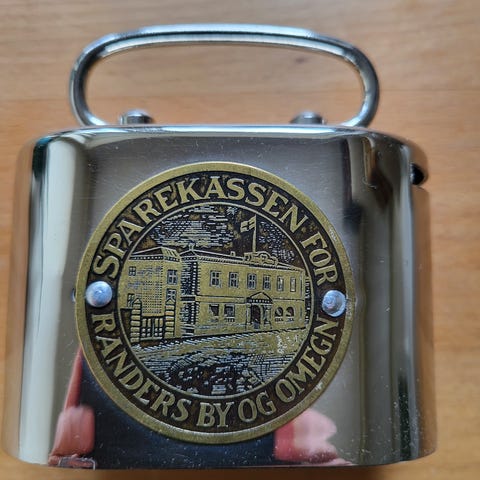 SPAREKASSEN FOR
RANDERS BY OG OMEGN